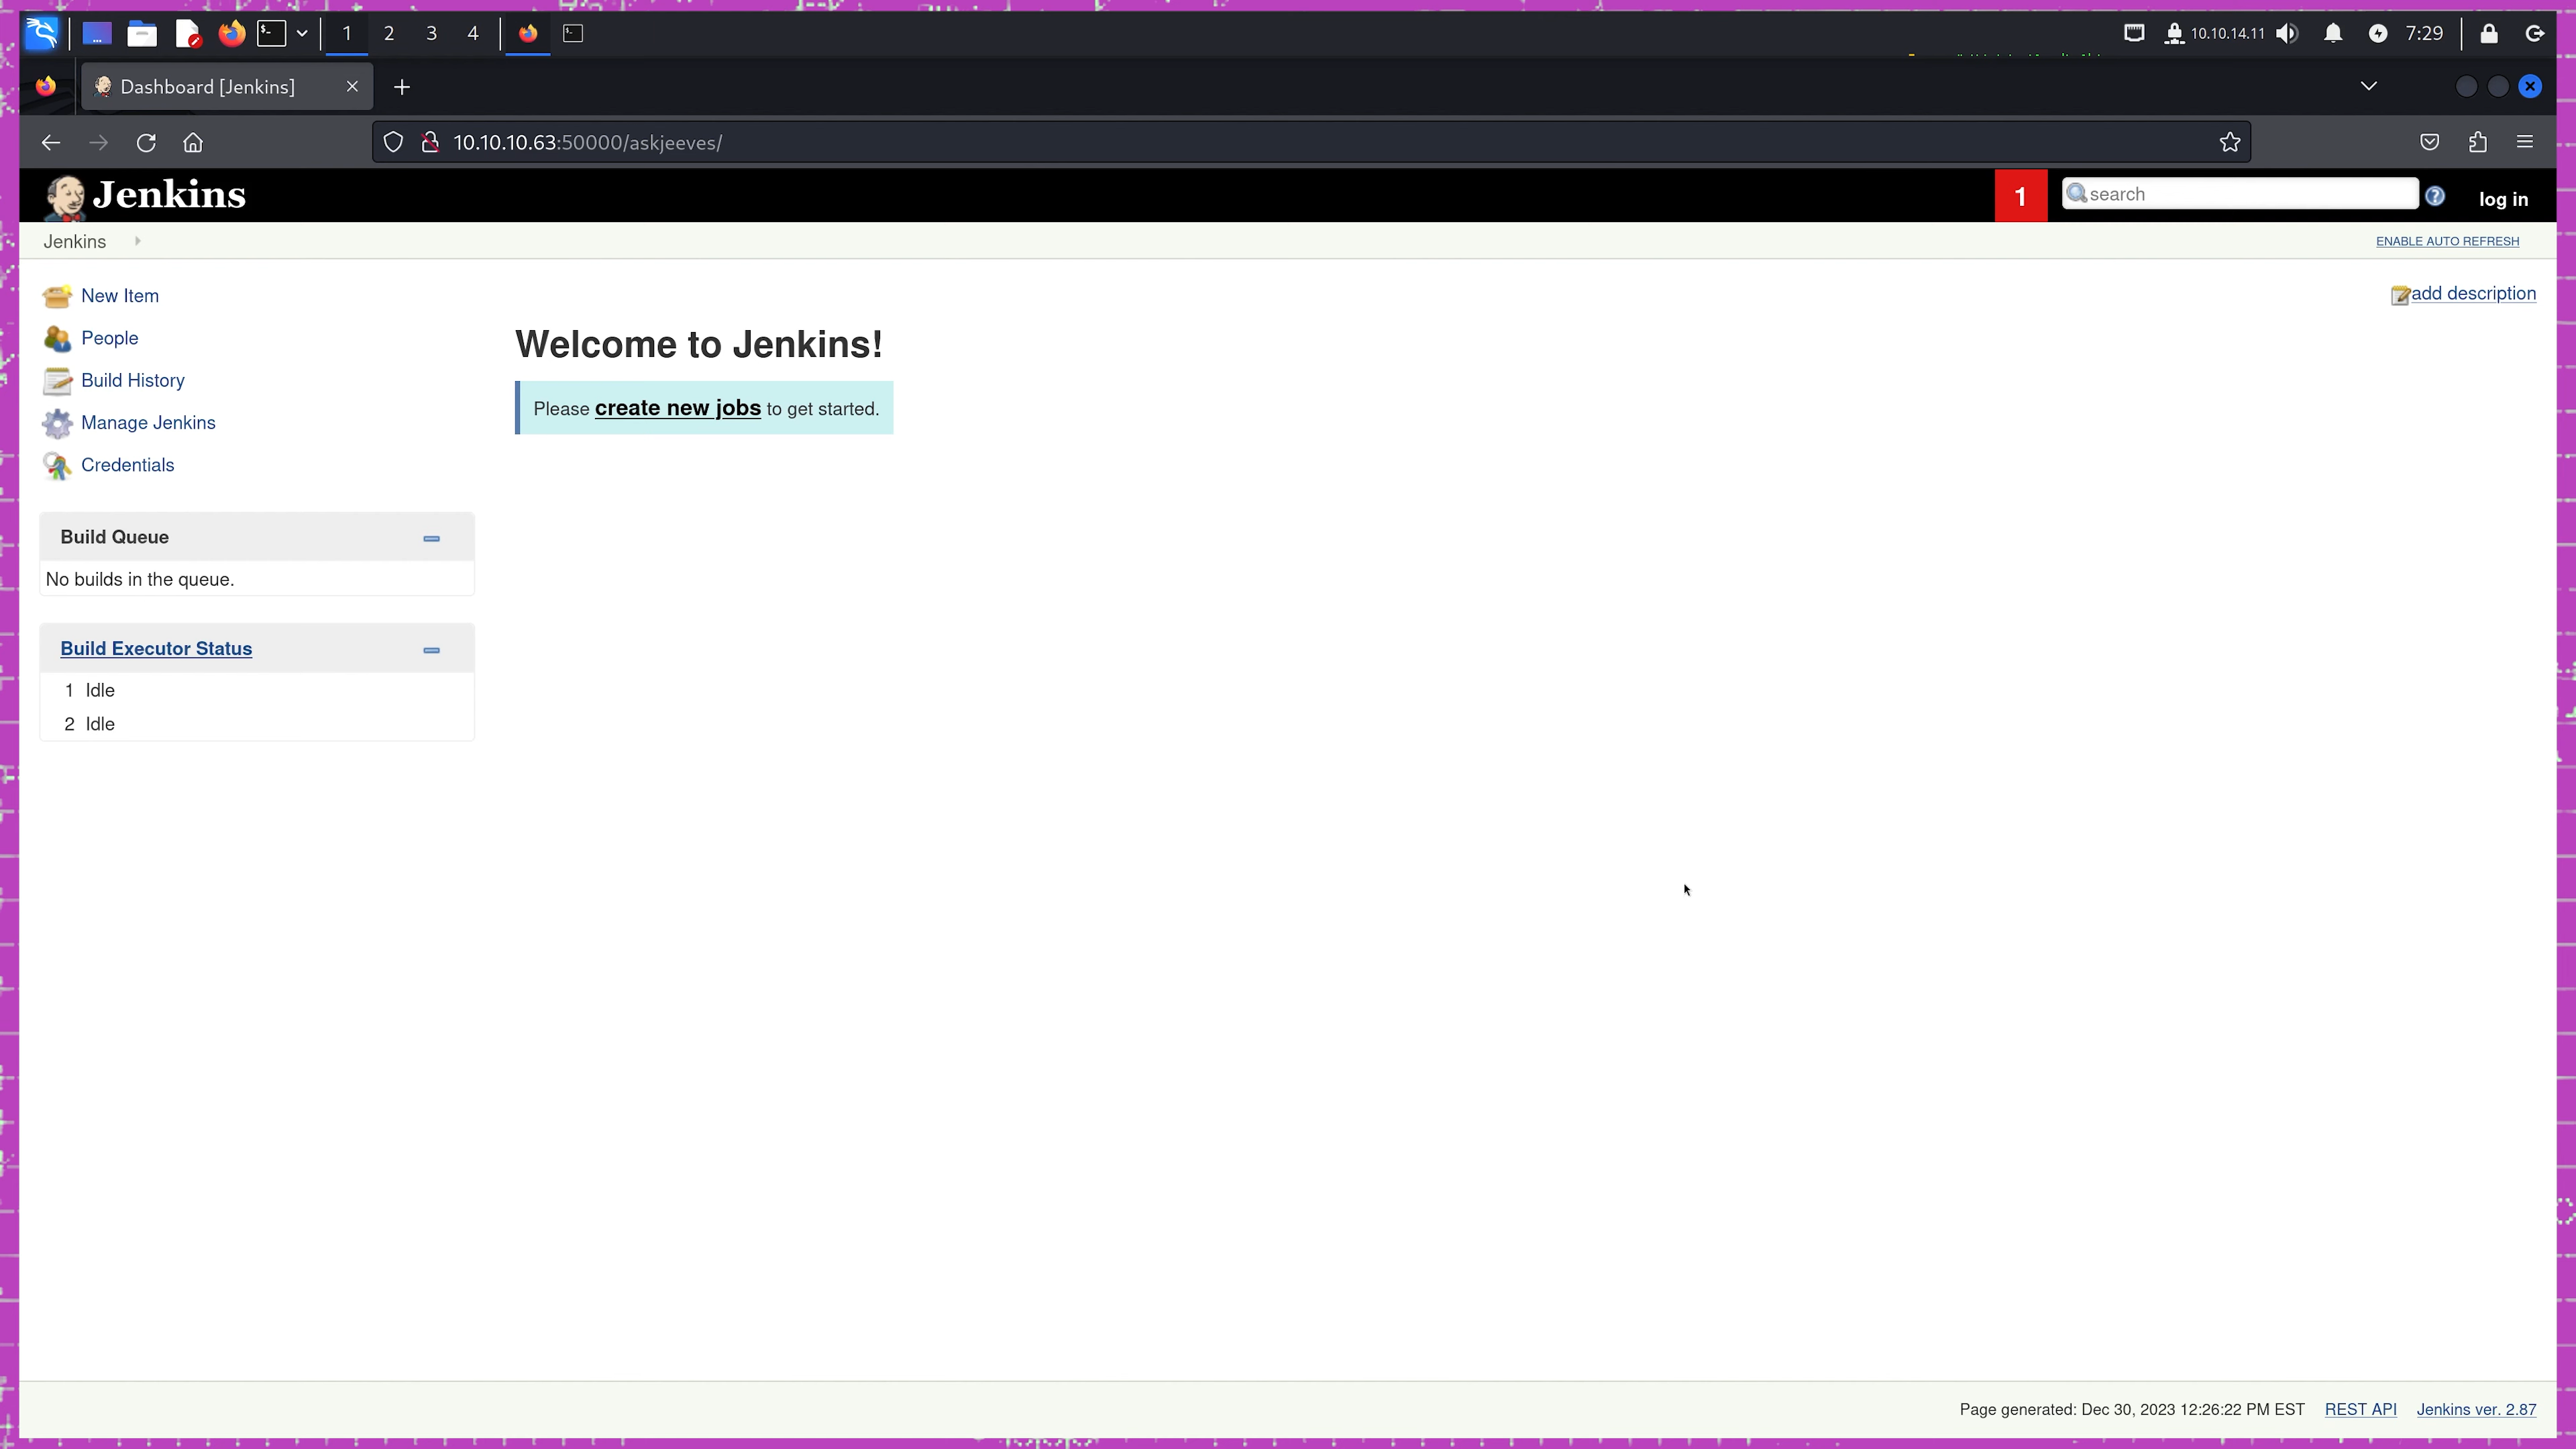 1 2 3 4 10.10.14.11 7:29
Dashboard [Jenkins]
10.10.10.63:50000/askjeeves/
Jenkins 1 search log in
Jenkins ENABLE AUTO REFRESH
New Item
add description
People
Build History
Manage Jenkins
Credentials
Welcome to Jenkins!
Please create new jobs to get started.
Build Queue
No builds in the queue.
Build Executor Status
1 Idle
2 Idle
Page generated: Dec 30, 2023 12:26:22 PM EST REST API Jenkins ver. 2.87